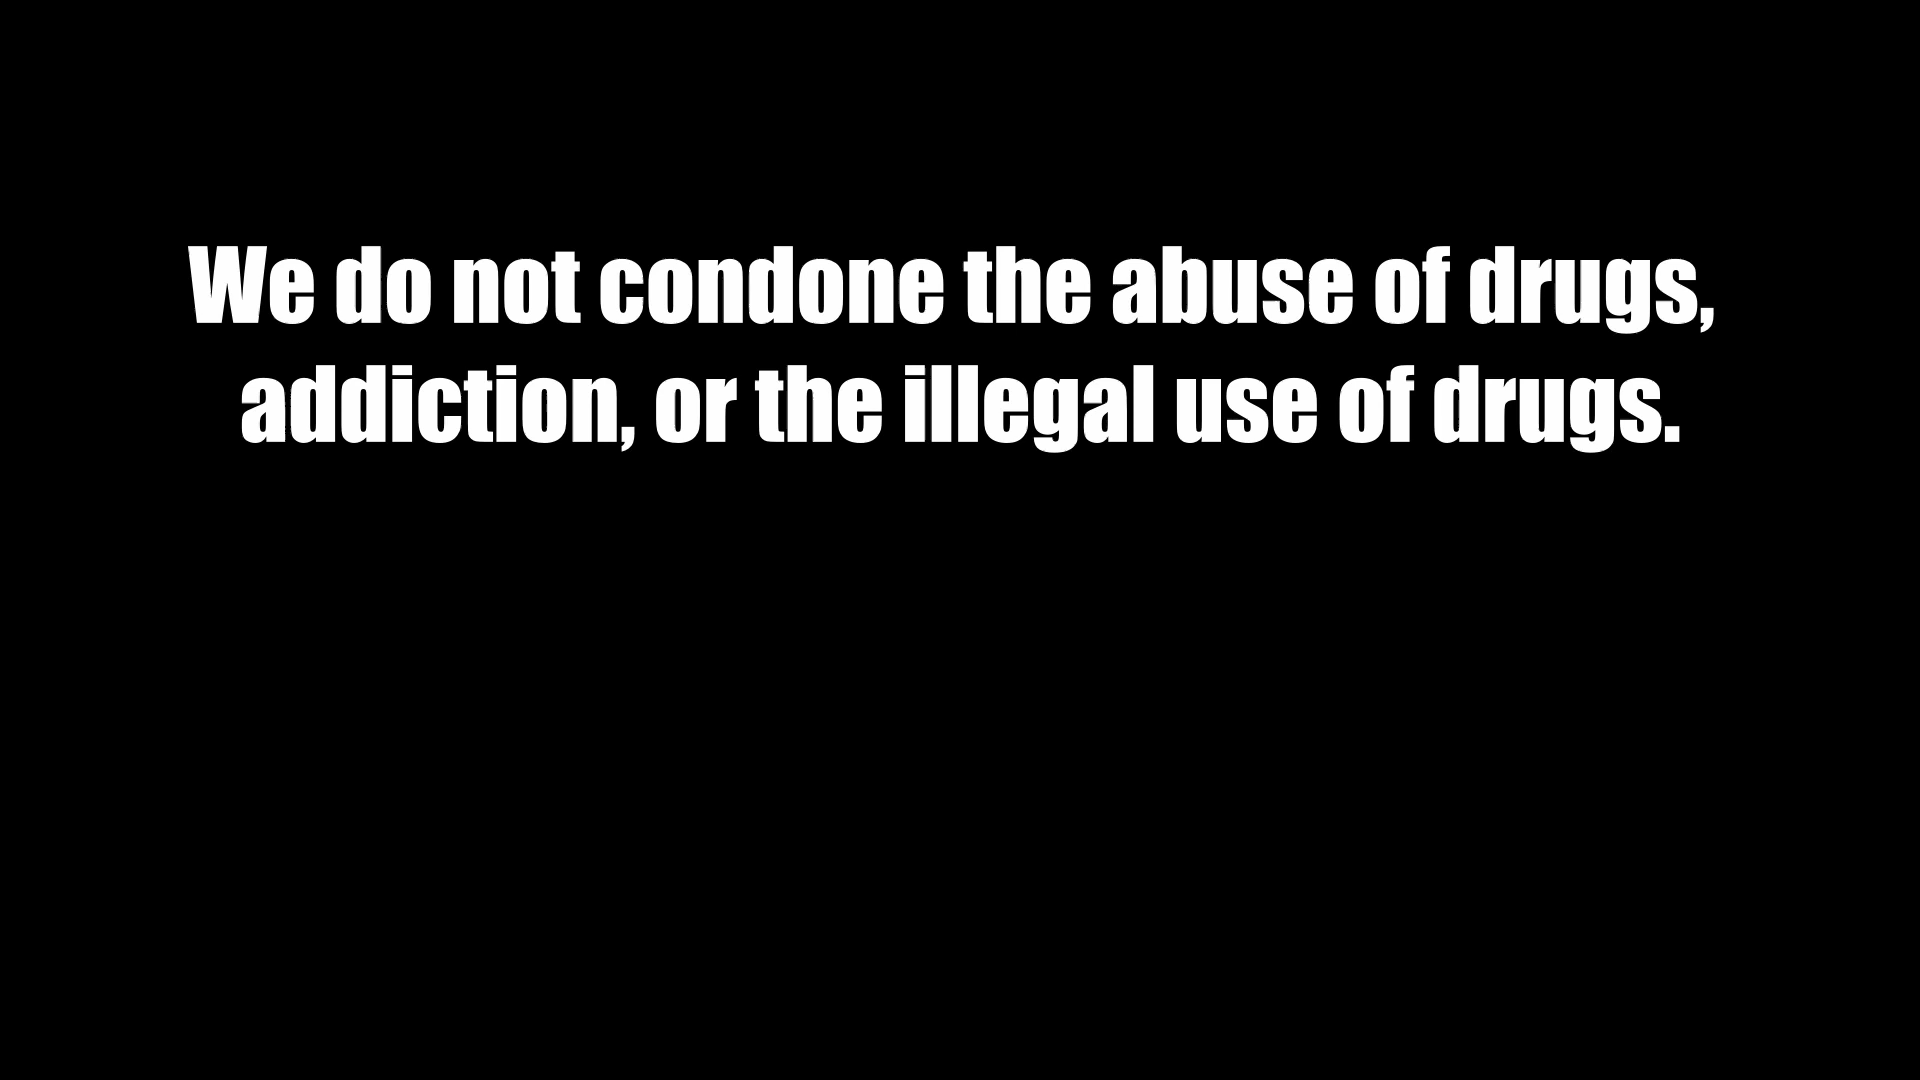 We do not condone the abuse of drugs,
addiction, or the illegal use of drugs.